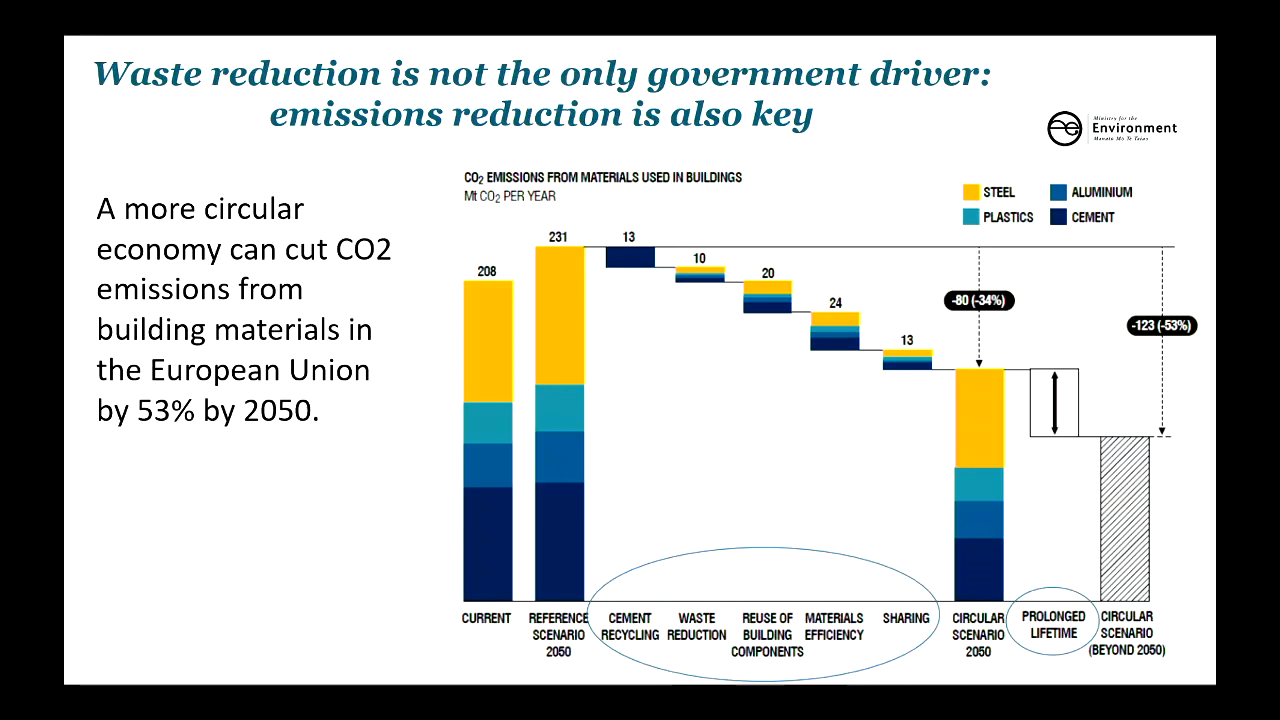 Waste reduction is not the only government driver:
emissions reduction is also key
Ministry for the
Environment
Manatū Mō Te Taiao
A more circular
economy can cut CO2
emissions from
building materials in
the European Union
by 53% by 2050.
CO₂ EMISSIONS FROM MATERIALS USED IN BUILDINGS
Mt CO₂ PER YEAR
STEEL
ALUMINIUM
PLASTICS
CEMENT
208
231
13
10
20
24
13
-80 (-34%)
-123 (-53%)
CURRENT
REFERENCE
SCENARIO
2050
CEMENT
RECYCLING
WASTE
REDUCTION
REUSE OF
BUILDING
COMPONENTS
MATERIALS
EFFICIENCY
SHARING
CIRCULAR
SCENARIO
2050
PROLONGED
LIFETIME
CIRCULAR
SCENARIO
(BEYOND 2050)